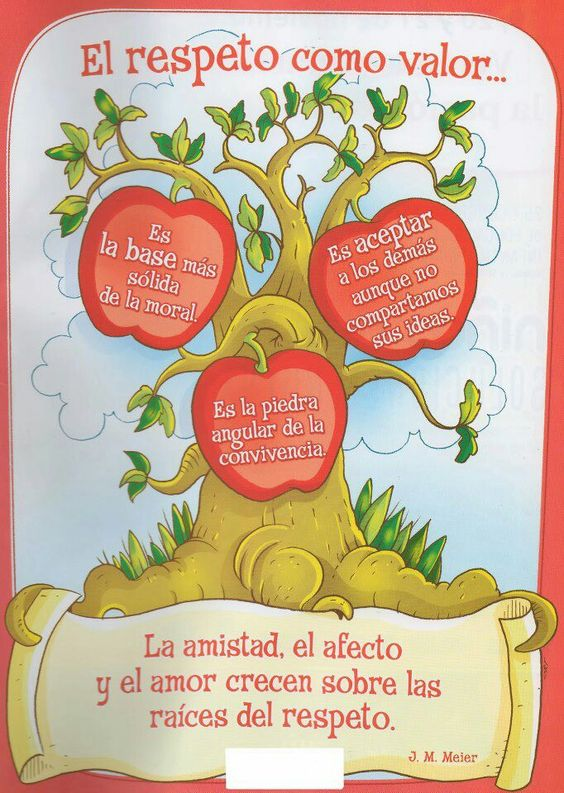 El respeto como valor...
Es
la base más
sólida
de la moral.
Es aceptar
a los demás
aunque no
compartamos
sus ideas.
Es la piedra
angular de la
convivencia.
La amistad, el afecto
y el amor crecen sobre las
raíces del respeto.
J. M. Meier